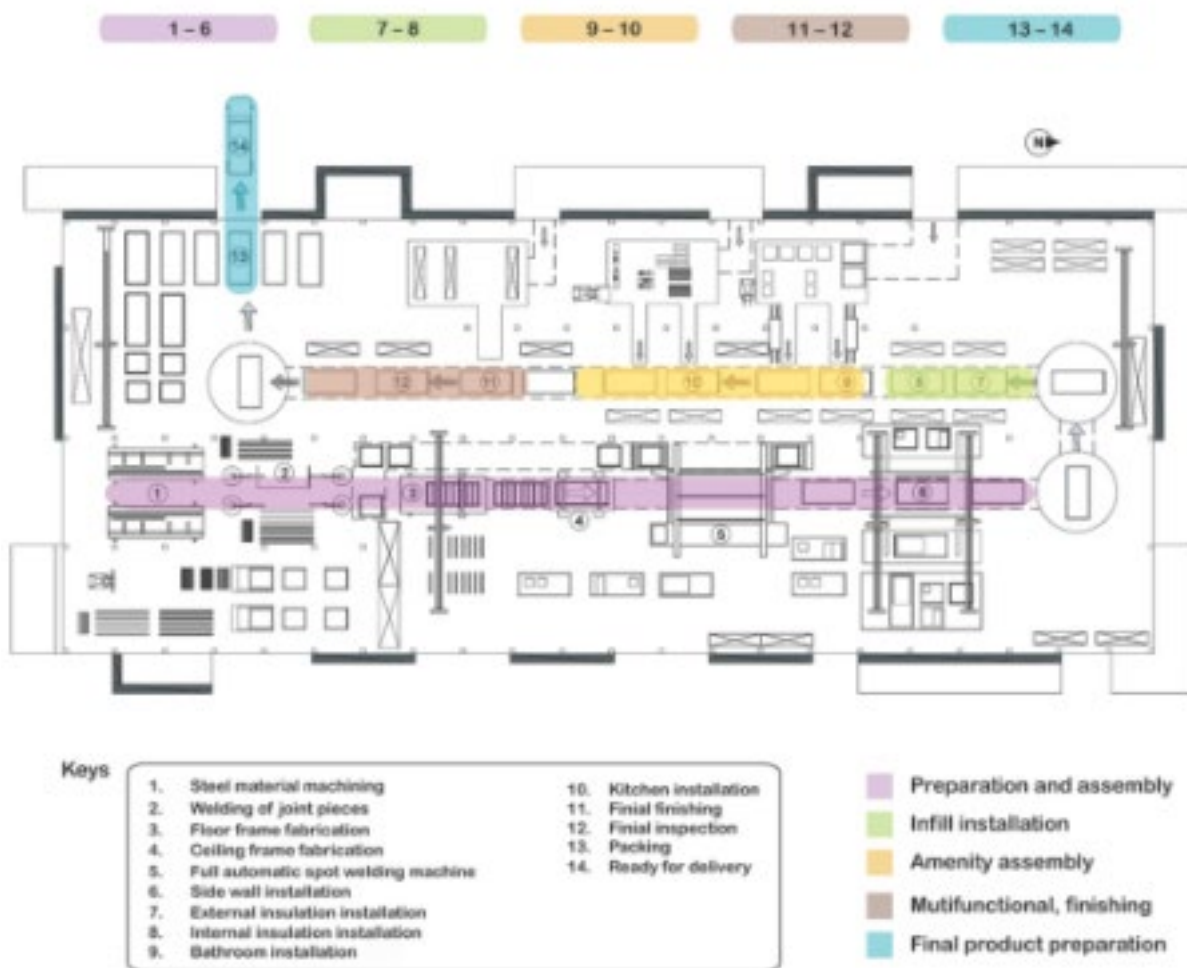 1 – 6
7 – 8
9 – 10
11 – 12
13 – 14
14
N
13
12
11
10
9
8
7
1
2
3
4
5
6
Keys
1. Steel material machining
2. Welding of joint pieces
3. Floor frame fabrication
4. Ceiling frame fabrication
5. Full automatic spot welding machine
6. Side wall installation
7. External insulation installation
8. Internal insulation installation
9. Bathroom installation
10. Kitchen installation
11. Finial finishing
12. Finial inspection
13. Packing
14. Ready for delivery
Preparation and assembly
Infill installation
Amenity assembly
Mutifunctional, finishing
Final product preparation